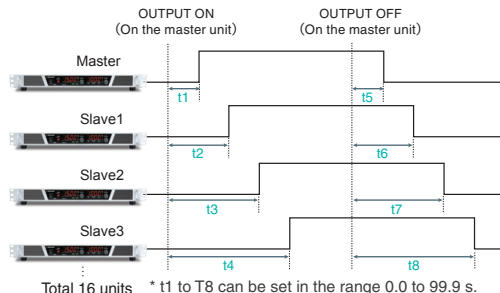 OUTPUT ON
(On the master unit)
OUTPUT OFF
(On the master unit)
Master
t1
t5
Slave1
t2
t6
Slave2
t3
t7
Slave3
t4
t8
Total 16 units
* t1 to T8 can be set in the range 0.0 to 99.9 s.